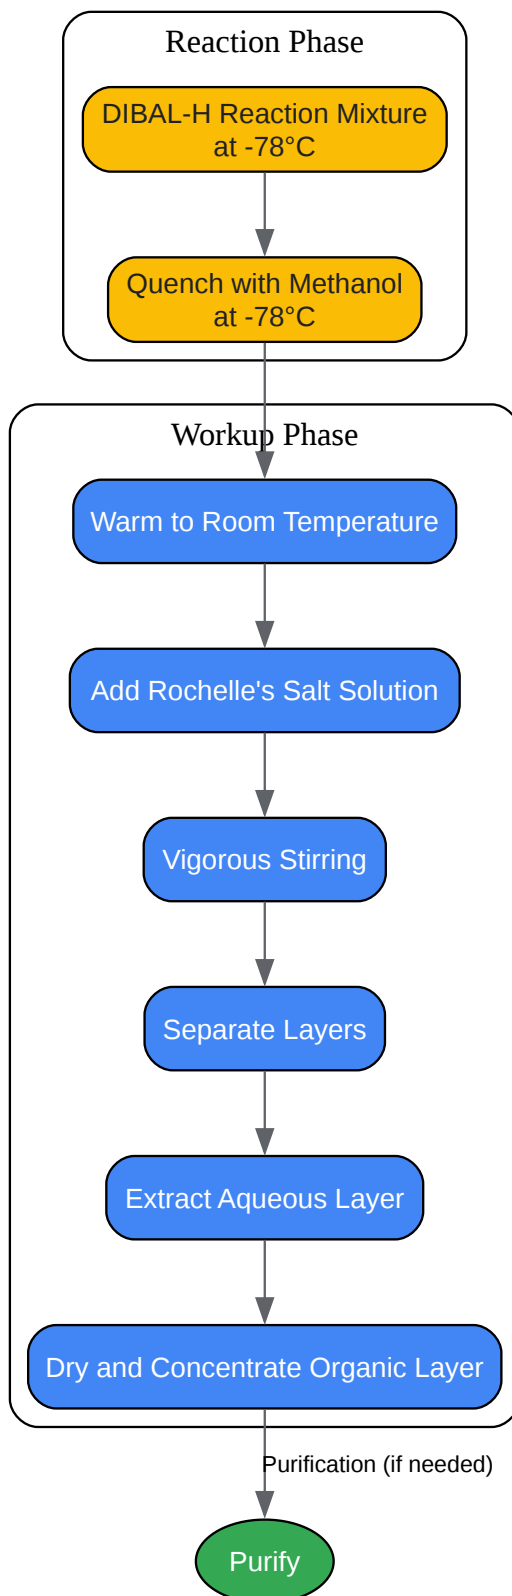 Reaction Phase
DIBAL-H Reaction Mixture
at -78°C
Quench with Methanol
at -78°C
Workup Phase
Warm to Room Temperature
Add Rochelle's Salt Solution
Vigorous Stirring
Separate Layers
Extract Aqueous Layer
Dry and Concentrate Organic Layer
Purification (if needed)
Purify